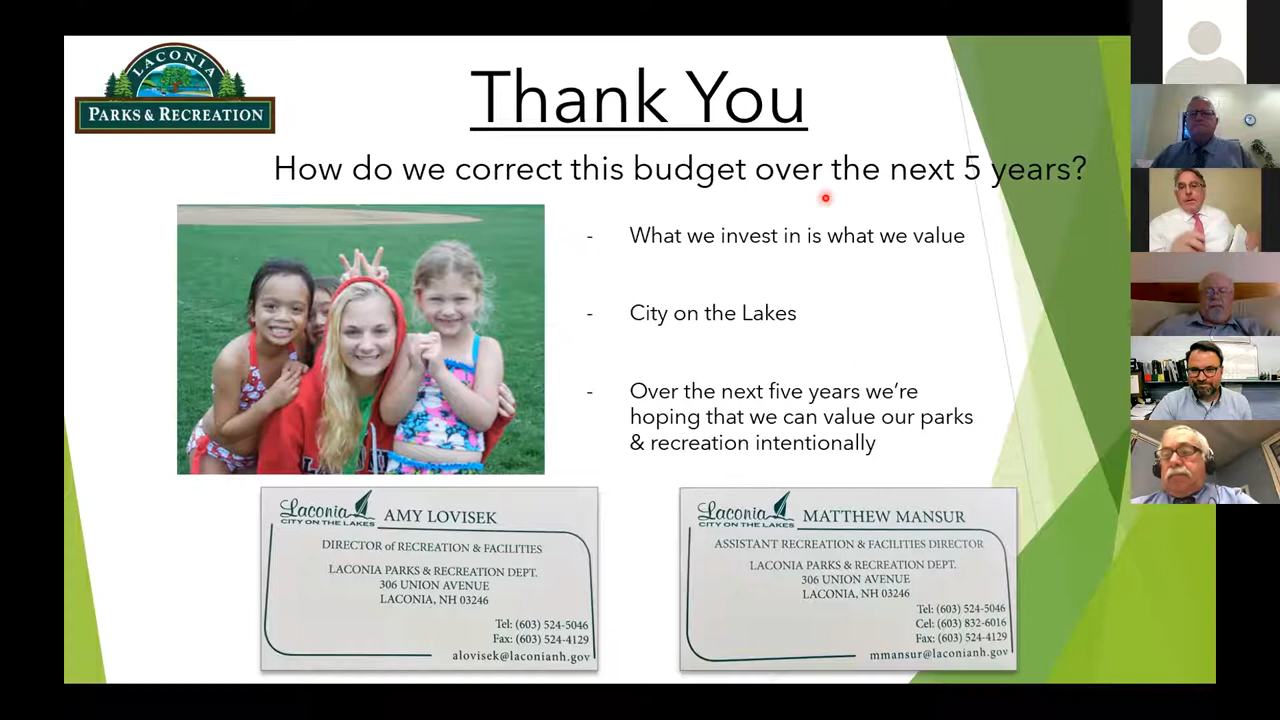 LACONIA
PARKS & RECREATION
Thank You
How do we correct this budget over the next 5 years?
- What we invest in is what we value
- City on the Lakes
- Over the next five years we’re
hoping that we can value our parks
& recreation intentionally
Laconia
CITY ON THE LAKES
AMY LOVISEK
DIRECTOR of RECREATION & FACILITIES
LACONIA PARKS & RECREATION DEPT.
306 UNION AVENUE
LACONIA, NH 03246
Tel: (603) 524-5046
Fax: (603) 524-4129
alovisek@laconianh.gov
Laconia
CITY ON THE LAKES
MATTHEW MANSUR
ASSISTANT RECREATION & FACILITIES DIRECTOR
LACONIA PARKS & RECREATION DEPT.
306 UNION AVENUE
LACONIA, NH 03246
Tel: (603) 524-5046
Cel: (603) 832-6016
Fax: (603) 524-4129
mmansur@laconianh.gov